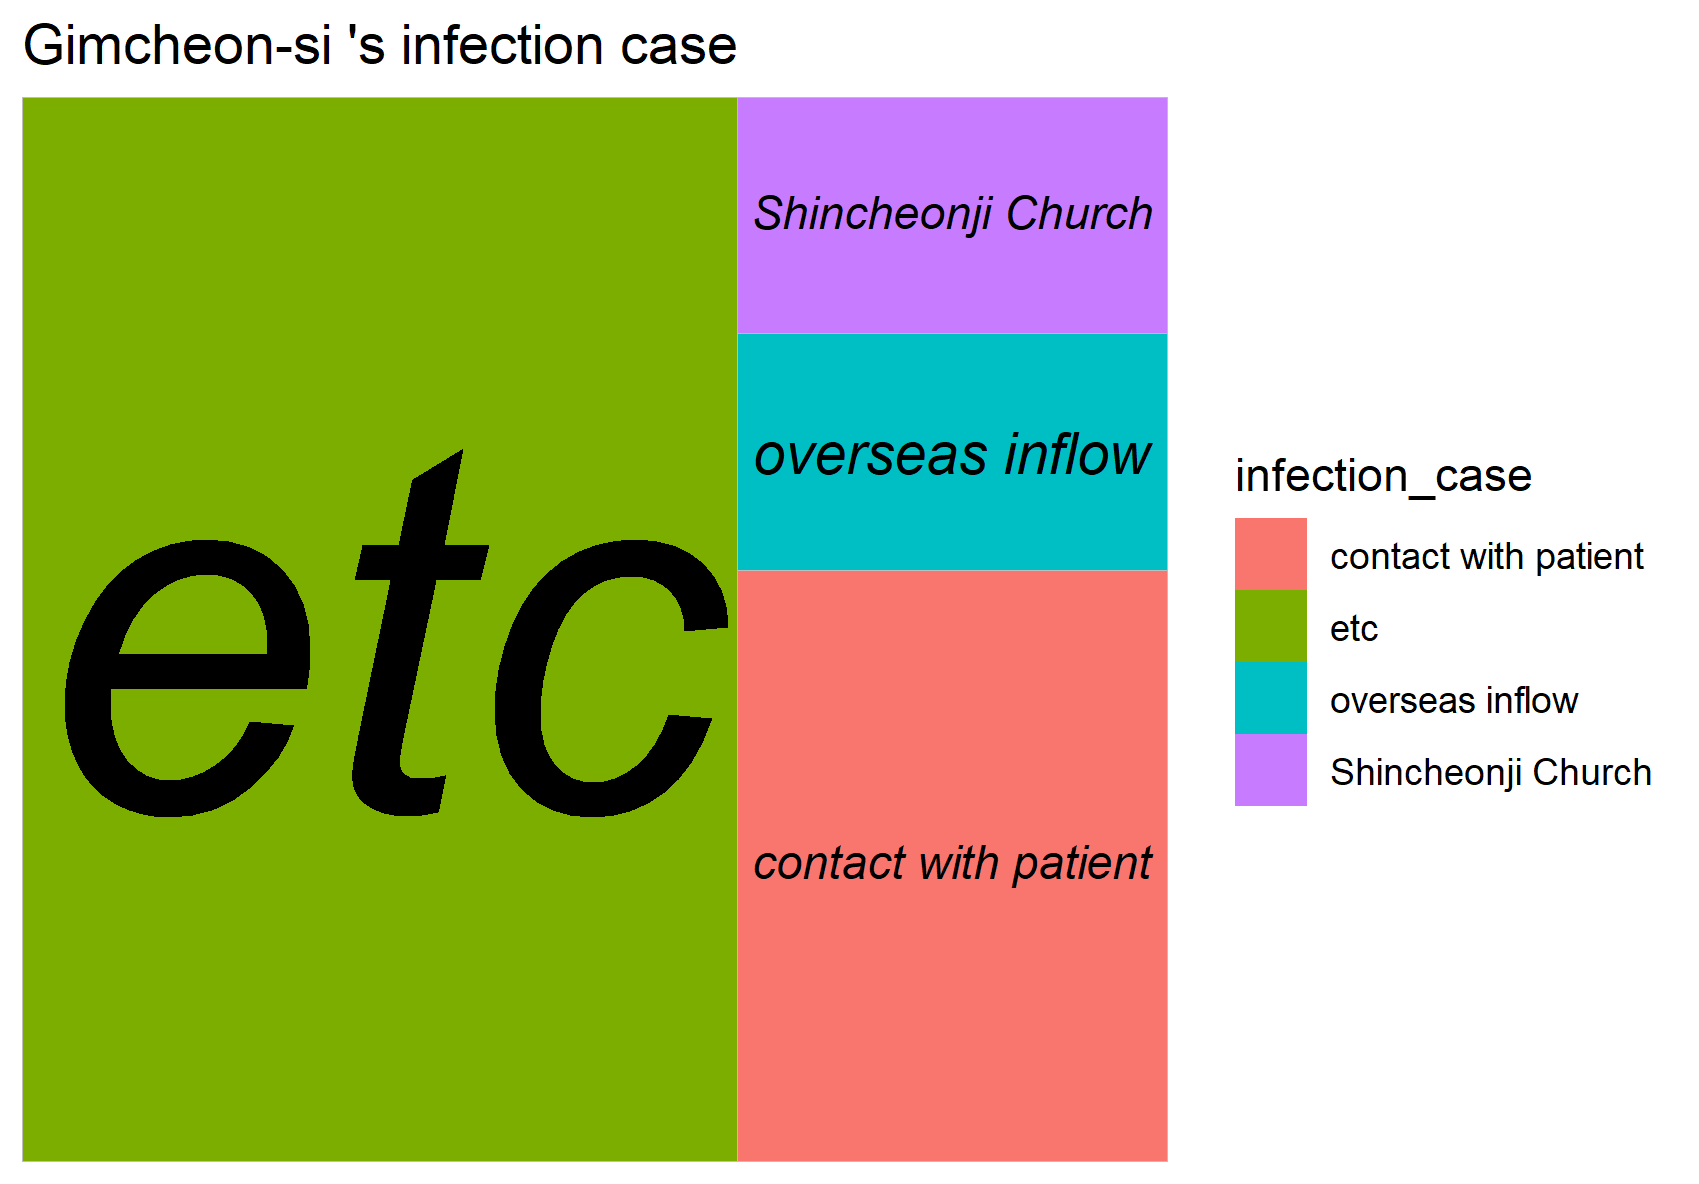 Gimcheon-si 's infection case
etc
Shincheonji Church
overseas inflow
contact with patient
infection_case
contact with patient
etc
overseas inflow
Shincheonji Church